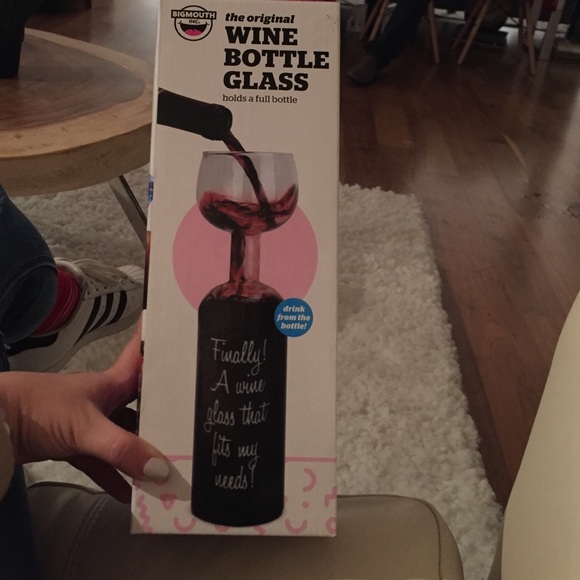 BIGMOUTH
INC.
the original
WINE
BOTTLE
GLASS
holds a full bottle
drink
from the
bottle!
Finally!
A wine
glass that
fits my
needs!